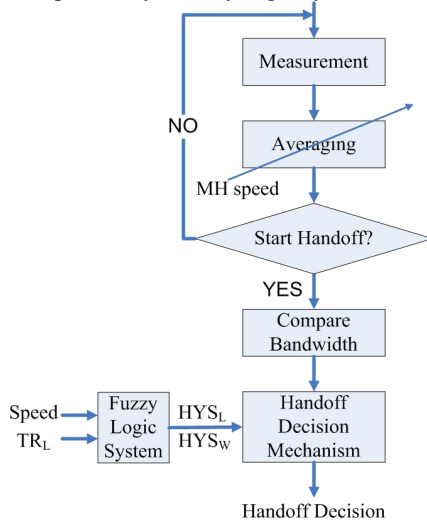 Measurement
NO
Averaging
MH speed
Start Handoff?
YES
Compare
Bandwidth
Speed
TRL
Fuzzy
Logic
System
HYSL
HYSW
Handoff
Decision
Mechanism
Handoff Decision